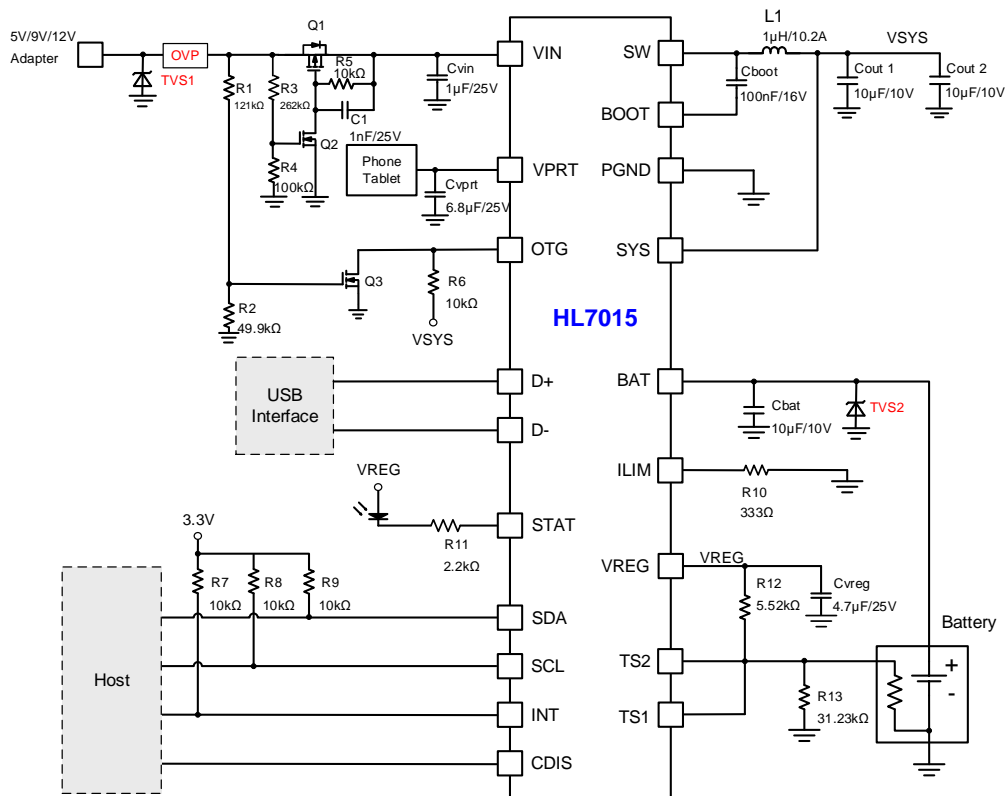 5V/9V/12V
Adapter
OVP
TVS1
Q1
R5
10kΩ
R1
121kΩ
R3
262kΩ
C1
1nF/25V
Q2
R4
100kΩ
Cvin
1µF/25V
VIN
SW
L1
1µH/10.2A
VSYS
Cboot
100nF/16V
Cout 1
10µF/10V
Cout 2
10µF/10V
BOOT
Phone
Tablet
Cvprt
6.8µF/25V
VPRT
PGND
OTG
SYS
Q3
R6
10kΩ
VSYS
R2
49.9kΩ
HL7015
USB
Interface
D+
D-
BAT
Cbat
10µF/10V
TVS2
ILIM
R10
333Ω
VREG
R11
2.2kΩ
STAT
VREG
VREG
R12
5.52kΩ
Cvreg
4.7µF/25V
3.3V
R7
10kΩ
R8
10kΩ
R9
10kΩ
Host
SDA
SCL
INT
CDIS
TS2
TS1
R13
31.23kΩ
Battery
+
-